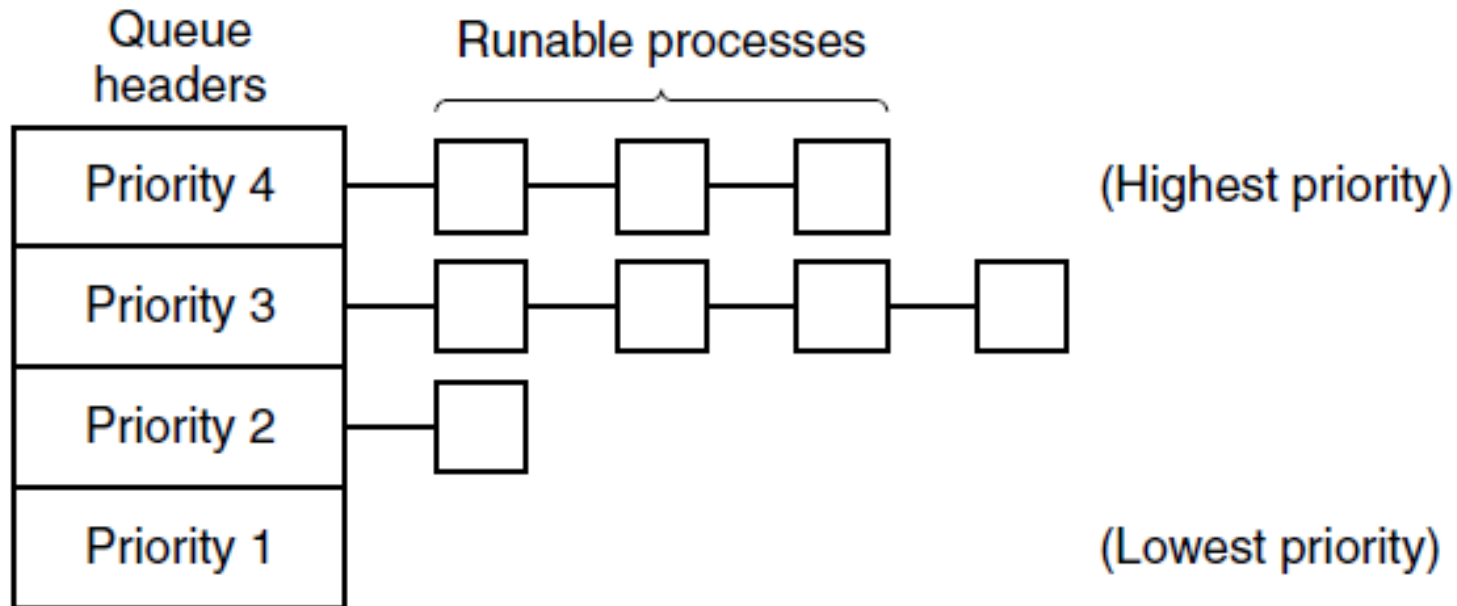 Queue
headers
Runable processes
Priority 4
(Highest priority)
Priority 3
Priority 2
Priority 1
(Lowest priority)